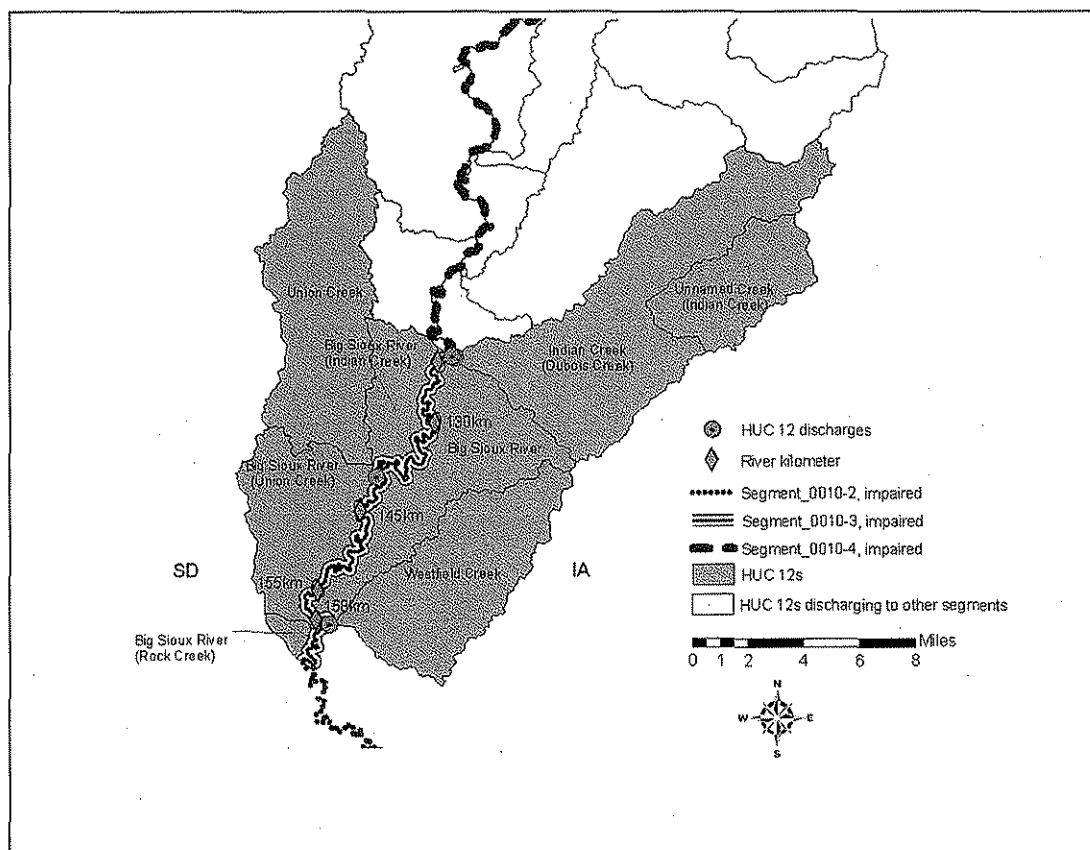 Union Creek
Unnamed Creek
(Indian Creek)
Big Sioux River
(Indian Creek)
Indian Creek
(Dubois Creek)
130km
Big Sioux River
Big Sioux River
(Union Creek)
145km
SD
IA
155km
Westfield Creek
158km
Big Sioux River
(Rock Creek)
HUC 12 discharges
River kilometer
Segment_0010-2, impaired
Segment_0010-3, impaired
Segment_0010-4, impaired
HUC 12s
HUC 12s discharging to other segments
Miles
0 1 2 4 6 8
N
W E
S